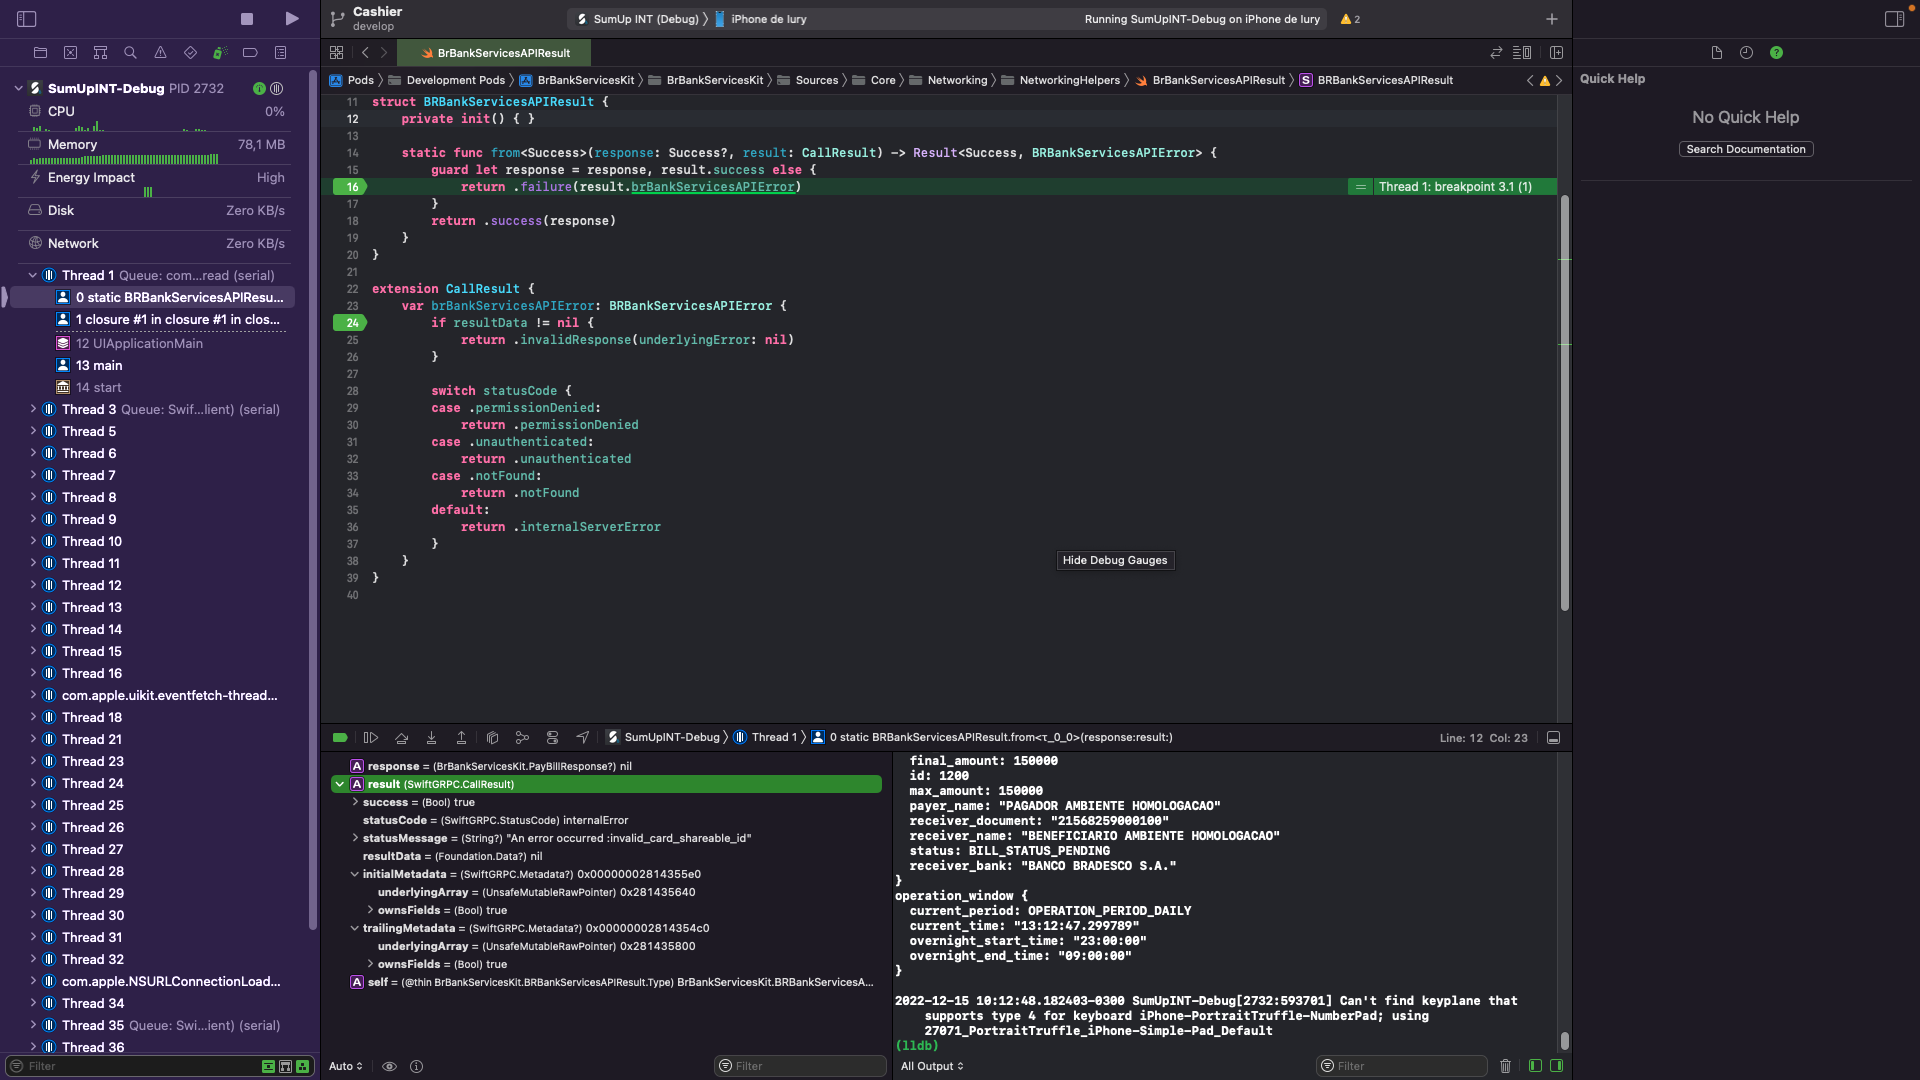 Cashier
develop
SumUp INT (Debug) 〉 iPhone de Iury
Running SumUpINT-Debug on iPhone de Iury
2
BrBankServicesAPIResult
Pods 〉 Development Pods 〉 BrBankServicesKit 〉 BrBankServicesKit 〉 Sources 〉 Core 〉 Networking 〉 NetworkingHelpers 〉 BrBankServicesAPIResult 〉 S BRBankServicesAPIResult
SumUpINT-Debug PID 2732
CPU 0%
Memory 78,1 MB
Energy Impact High
Disk Zero KB/s
Network Zero KB/s
Thread 1 Queue: com...read (serial)
0 static BRBankServicesAPIResu...
1 closure #1 in closure #1 in clos...
12 UIApplicationMain
13 main
14 start
Thread 3 Queue: Swif...lient) (serial)
Thread 5
Thread 6
Thread 7
Thread 8
Thread 9
Thread 10
Thread 11
Thread 12
Thread 13
Thread 14
Thread 15
Thread 16
com.apple.uikit.eventfetch-thread...
Thread 18
Thread 21
Thread 23
Thread 24
Thread 25
Thread 26
Thread 27
Thread 28
Thread 29
Thread 30
Thread 31
Thread 32
com.apple.NSURLConnectionLoad...
Thread 34
Thread 35 Queue: Swi...ient) (serial)
Thread 36
Filter
11 struct BRBankServicesAPIResult {
12 private init() { }
13
14 static func from<Success>(response: Success?, result: CallResult) -> Result<Success, BRBankServicesAPIError> {
15 guard let response = response, result.success else {
16 return .failure(result.brBankServicesAPIError)
= Thread 1: breakpoint 3.1 (1)
17 }
18 return .success(response)
19 }
20 }
21
22 extension CallResult {
23 var brBankServicesAPIError: BRBankServicesAPIError {
24 if resultData != nil {
25 return .invalidResponse(underlyingError: nil)
26 }
27
28 switch statusCode {
29 case .permissionDenied:
30 return .permissionDenied
31 case .unauthenticated:
32 return .unauthenticated
33 case .notFound:
34 return .notFound
35 default:
36 return .internalServerError
37 }
38 }
39 }
40
Hide Debug Gauges
SumUpINT-Debug 〉 Thread 1 〉 0 static BRBankServicesAPIResult.from<τ_0_0>(response:result:)
Line: 12 Col: 23
A response = (BrBankServicesKit.PayBillResponse?) nil
A result (SwiftGRPC.CallResult)
success = (Bool) true
statusCode = (SwiftGRPC.StatusCode) internalError
statusMessage = (String?) "An error occurred :invalid_card_shareable_id"
resultData = (Foundation.Data?) nil
initialMetadata = (SwiftGRPC.Metadata?) 0x00000002814355e0
underlyingArray = (UnsafeMutableRawPointer) 0x281435640
ownsFields = (Bool) true
trailingMetadata = (SwiftGRPC.Metadata?) 0x00000002814354c0
underlyingArray = (UnsafeMutableRawPointer) 0x281435800
ownsFields = (Bool) true
A self = (@thin BrBankServicesKit.BRBankServicesAPIResult.Type) BrBankServicesKit.BRBankServicesA...
Auto
Filter
final_amount: 150000
id: 1200
max_amount: 150000
payer_name: "PAGADOR AMBIENTE HOMOLOGACAO"
receiver_document: "21568259000100"
receiver_name: "BENEFICIARIO AMBIENTE HOMOLOGACAO"
status: BILL_STATUS_PENDING
receiver_bank: "BANCO BRADESCO S.A."
}
operation_window {
current_period: OPERATION_PERIOD_DAILY
current_time: "13:12:47.299789"
overnight_start_time: "23:00:00"
overnight_end_time: "09:00:00"
}
2022-12-15 10:12:48.182403-0300 SumUpINT-Debug[2732:593701] Can't find keyplane that
supports type 4 for keyboard iPhone-PortraitTruffle-NumberPad; using
27071_PortraitTruffle_iPhone-Simple-Pad_Default
(lldb)
All Output
Filter
Quick Help
No Quick Help
Search Documentation